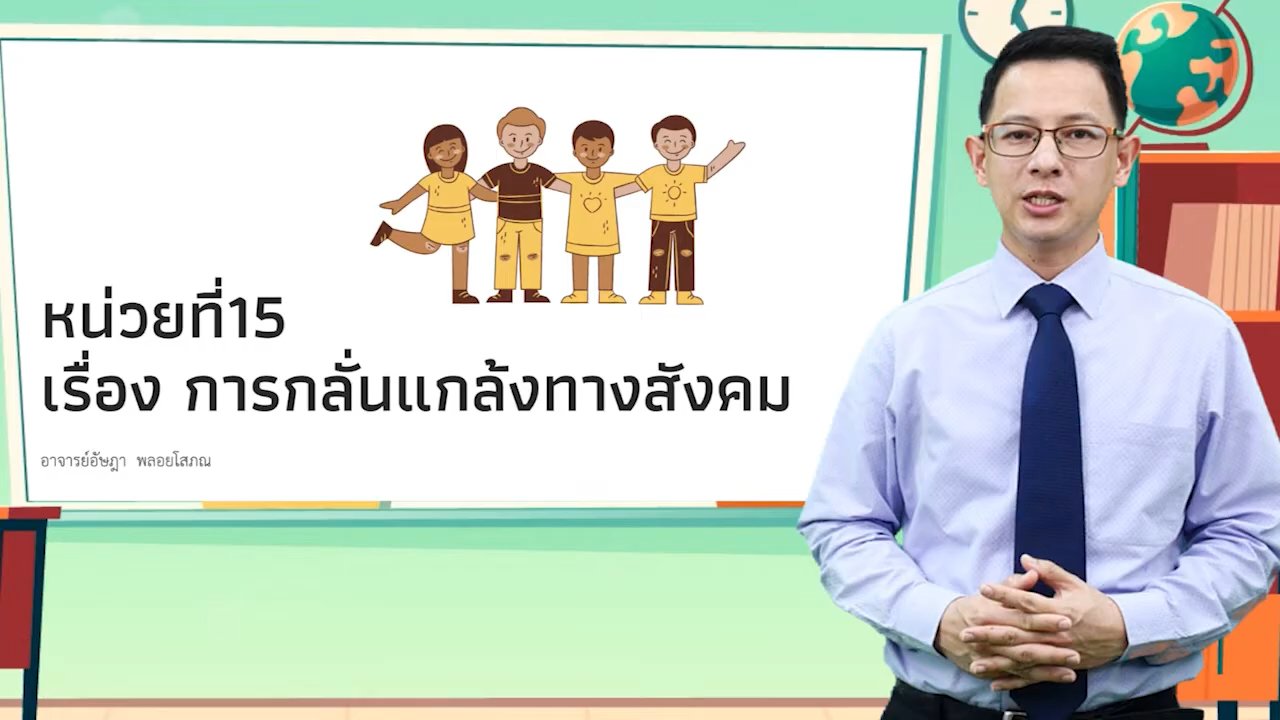 หน่วยที่15
เรื่อง การกลั่นแกล้งทางสังคม
อาจารย์อัษฎา พลอยโสภณ